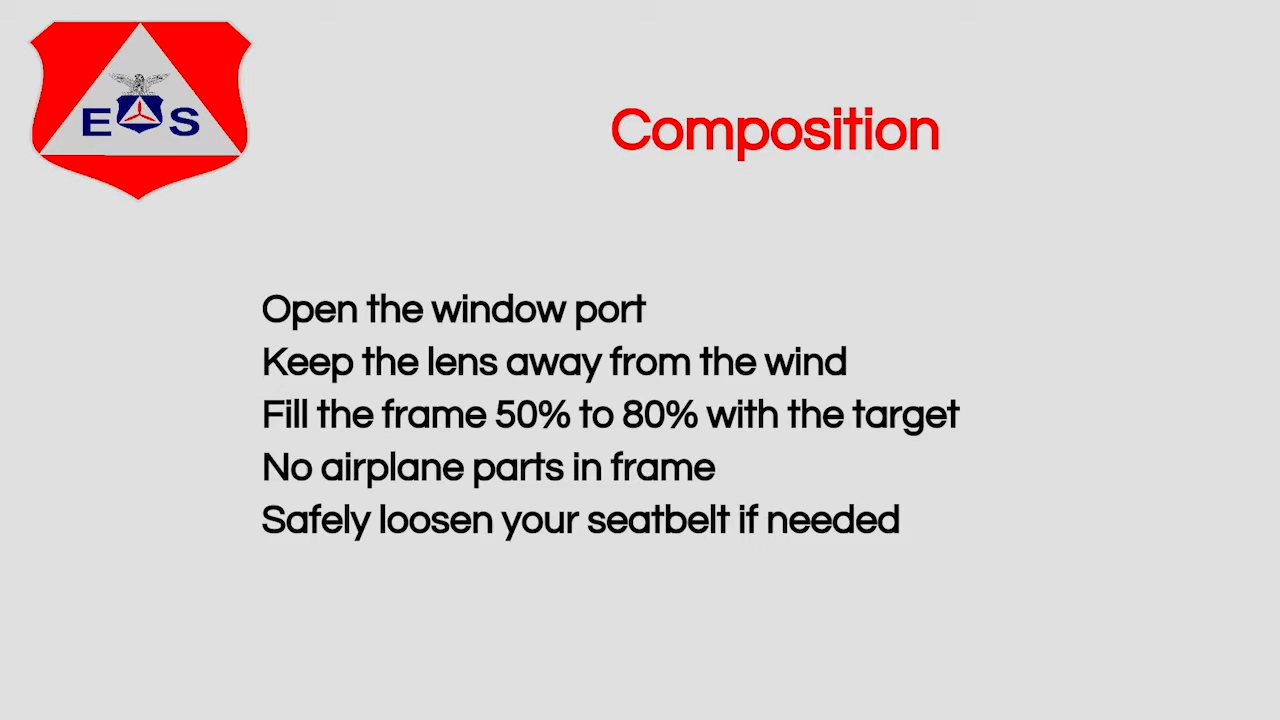 E S
Composition
Open the window port
Keep the lens away from the wind
Fill the frame 50% to 80% with the target
No airplane parts in frame
Safely loosen your seatbelt if needed